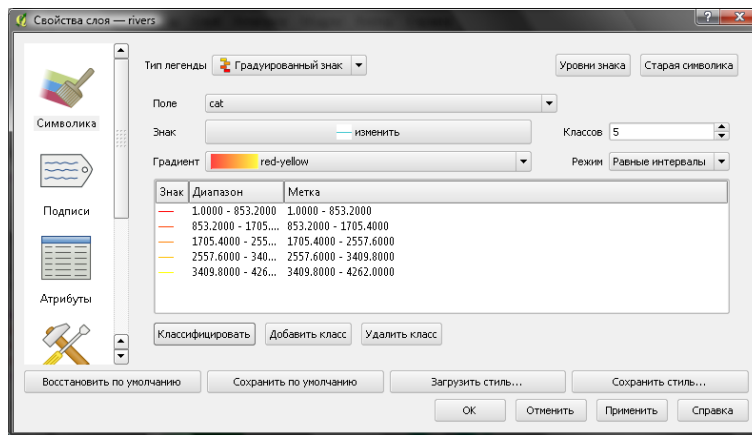 Свойства слоя — rivers
Тип легенды Градуированный знак Уровни знака Старая символика
Символика
Подписи
Атрибуты
Поле cat
Знак изменить Классов 5
Градиент red-yellow Режим Равные интервалы
Знак Диапазон Метка
1.0000 - 853.2000 1.0000 - 853.2000
853.2000 - 1705.... 853.2000 - 1705.4000
1705.4000 - 255... 1705.4000 - 2557.6000
2557.6000 - 340... 2557.6000 - 3409.8000
3409.8000 - 426... 3409.8000 - 4262.0000
Классифицировать Добавить класс Удалить класс
Восстановить по умолчанию Сохранить по умолчанию Загрузить стиль... Сохранить стиль...
OK Отменить Применить Справка